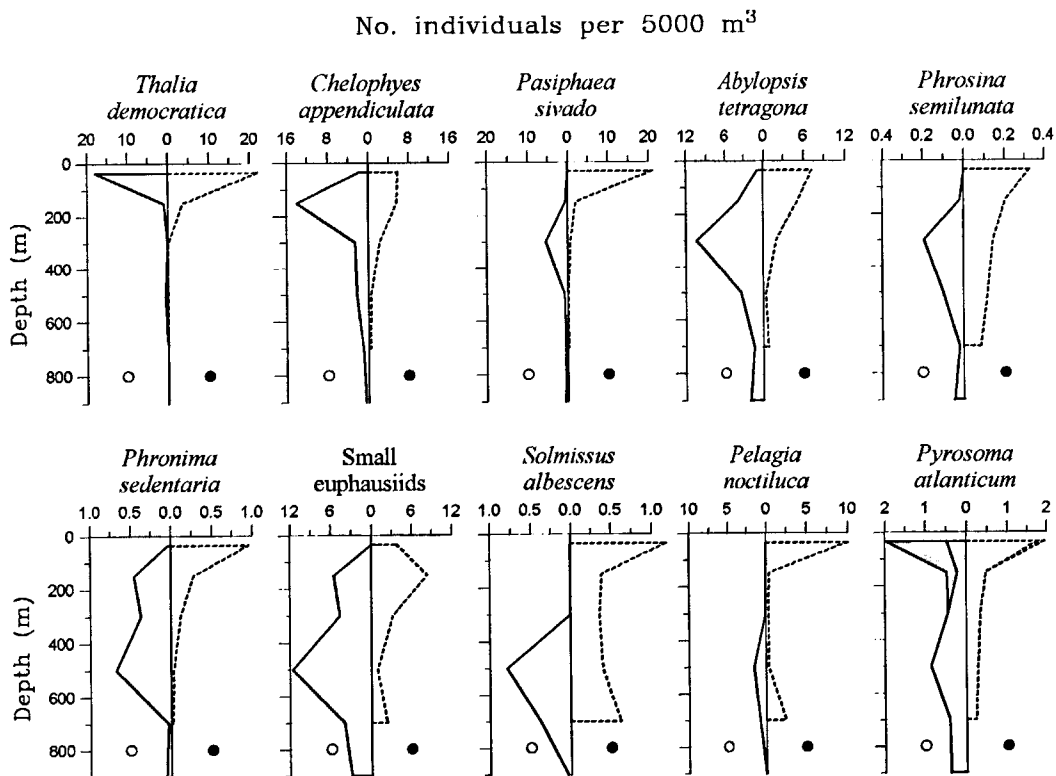 No. individuals per 5000 m³
Thalia democratica
Chelophyes appendiculata
Pasiphaea sivado
Abylopsis tetragona
Phrosina semilunata
20 10 0 10 20
16 8 0 8 16
20 10 0 10 20
12 6 0 6 12
0.4 0.2 0.0 0.2 0.4
Depth (m)
0
200
400
600
800
Phronima sedentaria
Small euphausiids
Solmissus albescens
Pelagia noctiluca
Pyrosoma atlanticum
1.0 0.5 0.0 0.5 1.0
12 6 0 6 12
1.0 0.5 0.0 0.5 1.0
10 5 0 5 10
2 1 0 1 2
Depth (m)
0
200
400
600
800